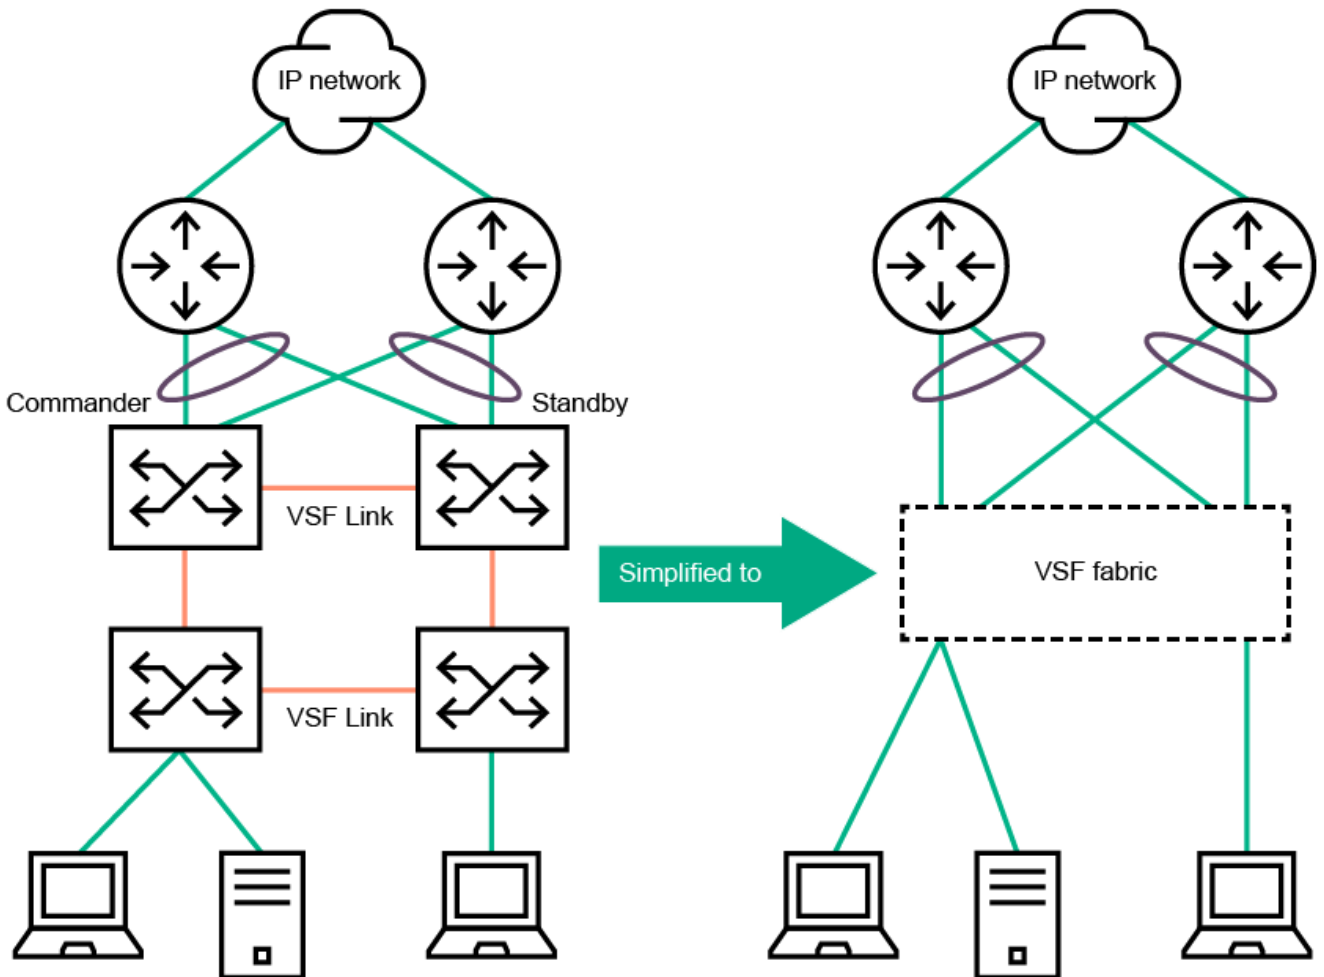 IP network
IP network
Commander
Standby
VSF Link
Simplified to
VSF fabric
VSF Link